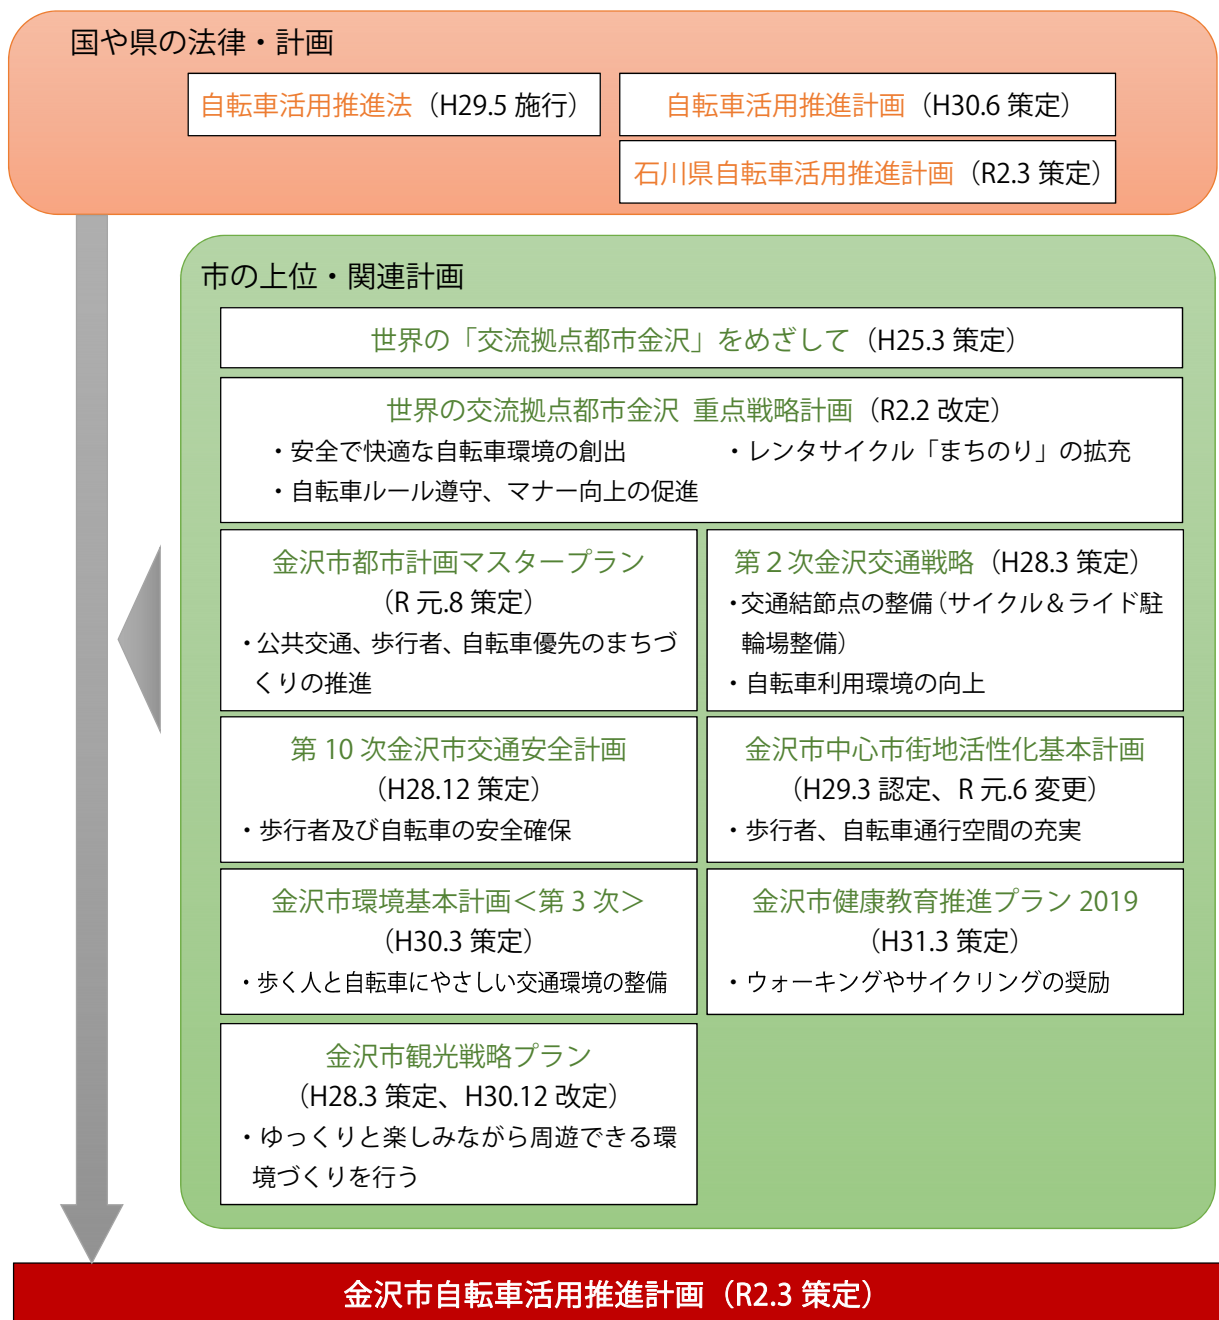 国や県の法律・計画
自転車活用推進法（H29.5 施行）
自転車活用推進計画（H30.6 策定）
石川県自転車活用推進計画（R2.3 策定）
市の上位・関連計画
世界の「交流拠点都市金沢」をめざして（H25.3 策定）
世界の交流拠点都市金沢 重点戦略計画（R2.2 改定）
・安全で快適な自転車環境の創出
・レンタサイクル「まちのり」の拡充
・自転車ルール遵守、マナー向上の促進
金沢市都市計画マスタープラン
（R 元.8 策定）
・公共交通、歩行者、自転車優先のまちづ
くりの推進
第２次金沢交通戦略（H28.3 策定）
・交通結節点の整備（サイクル＆ライド駐
輪場整備）
・自転車利用環境の向上
第 10 次金沢市交通安全計画
（H28.12 策定）
・歩行者及び自転車の安全確保
金沢市中心市街地活性化基本計画
（H29.3 認定、R 元.6 変更）
・歩行者、自転車通行空間の充実
金沢市環境基本計画＜第 3 次＞
（H30.3 策定）
・歩く人と自転車にやさしい交通環境の整備
金沢市健康教育推進プラン 2019
（H31.3 策定）
・ウォーキングやサイクリングの奨励
金沢市観光戦略プラン
（H28.3 策定、H30.12 改定）
・ゆっくりと楽しみながら周遊できる環
境づくりを行う
金沢市自転車活用推進計画（R2.3 策定）